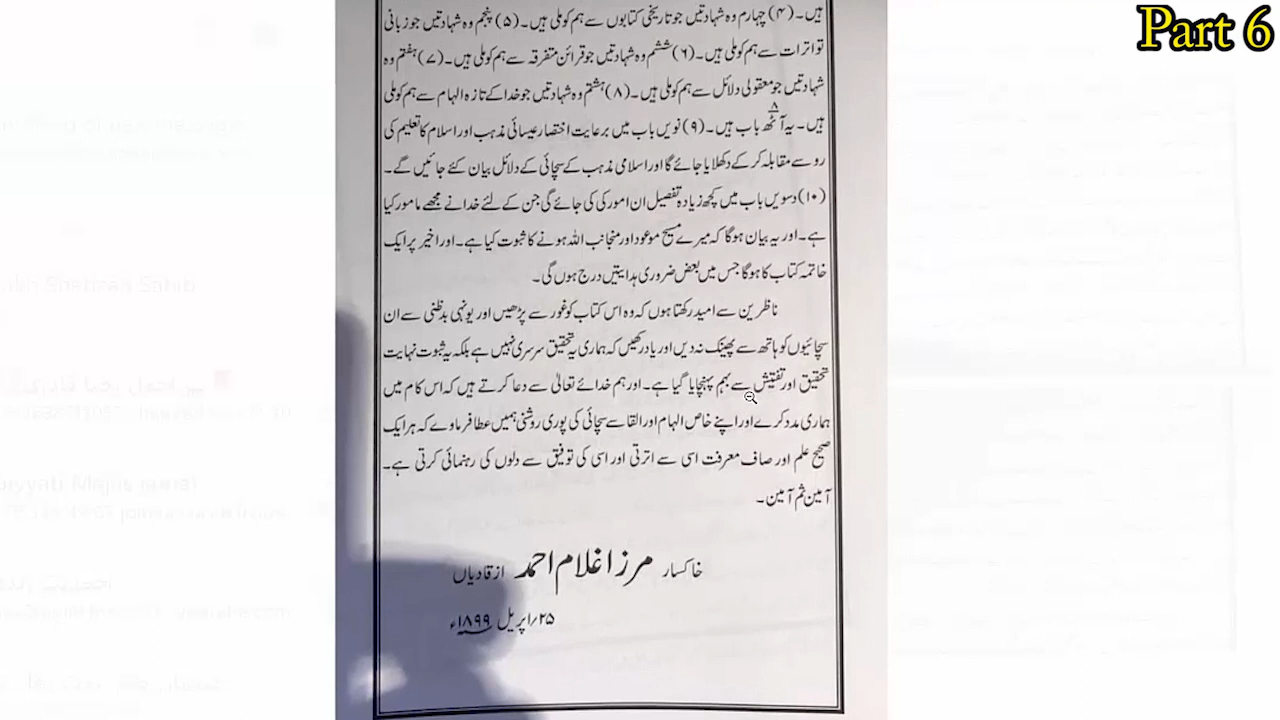 Part 6
ہیں۔ (۴) چہارم وہ شہادتیں جو تاریخی کتابوں سے ہم کو ملی ہیں۔ (۵) پنجم وہ شہادتیں جو زبانی
تواترات سے ہم کو ملی ہیں۔ (۶) ششم وہ شہادتیں جو قرائن متفرقہ سے ہم کو ملی ہیں۔ (۷) ہفتم وہ
شہادتیں جو معقولی دلائل سے ہم کو ملی ہیں۔ (۸) ہشتم وہ شہادتیں جو خدا کے تازہ الہام سے ہم کو ملی
ہیں۔ یہ آٹھ ۸ باب ہیں۔ (۹) نویں باب میں برعایت اختصار عیسائی مذہب اور اسلام کا تعلیم کی
رو سے مقابلہ کر کے دکھلایا جائے گا اور اسلامی مذہب کے سچائی کے دلائل بیان کئے جائیں گے۔
(۱۰) دسویں باب میں کچھ زیادہ تفصیل ان امور کی کی جائے گی جن کے لئے خدا نے مجھے مامور کیا
ہے۔ اور یہ بیان ہوگا کہ میرے مسیح موعود اور منجانب اللہ ہونے کا ثبوت کیا ہے۔ اور اخیر پر ایک
خاتمہ کتاب کا ہوگا جس میں بعض ضروری ہدایتیں درج ہوں گی۔
ناظرین سے امید رکھتا ہوں کہ وہ اس کتاب کو غور سے پڑھیں اور یونہی بدظنی سے ان
سچائیوں کو ہاتھ سے پھینک نہ دیں اور یاد رکھیں کہ ہماری یہ تحقیق سرسری نہیں ہے بلکہ یہ ثبوت نہایت
تحقیق اور تفتیش سے بہم پہنچایا گیا ہے۔ اور ہم خدائے تعالیٰ سے دعا کرتے ہیں کہ اس کام میں
ہماری مدد کرے اور اپنے خاص الہام اور القا سے سچائی کی پوری روشنی ہمیں عطا فرماوے کہ ہر ایک
صحیح علم اور صاف معرفت اسی سے اترتی اور اسی کی توفیق سے دلوں کی رہنمائی کرتی ہے۔
آمین ثم آمین۔
خاکسار مرزا غلام احمد از قادیاں
۲۵؍اپریل ۱۸۹۹ء